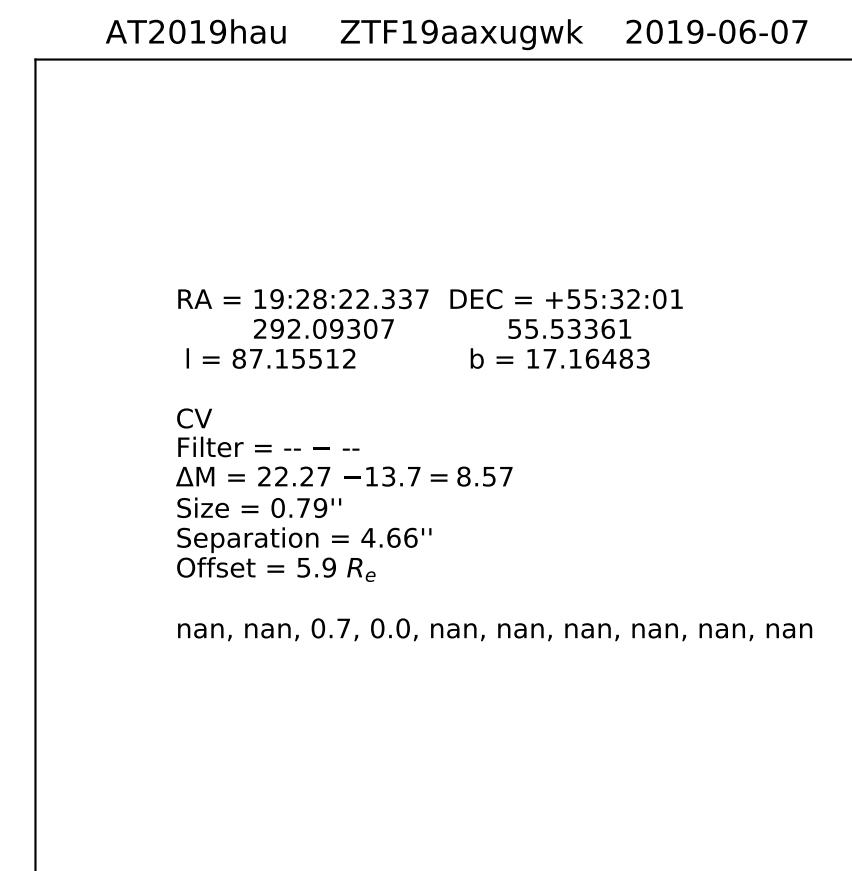 AT2019hau ZTF19aaxugwk 2019-06-07
RA = 19:28:22.337 DEC = +55:32:01
292.09307 55.53361
l = 87.15512 b = 17.16483
CV
Filter = -- − --
ΔM = 22.27 −13.7 = 8.57
Size = 0.79''
Separation = 4.66''
Offset = 5.9 Rₑ
nan, nan, 0.7, 0.0, nan, nan, nan, nan, nan, nan